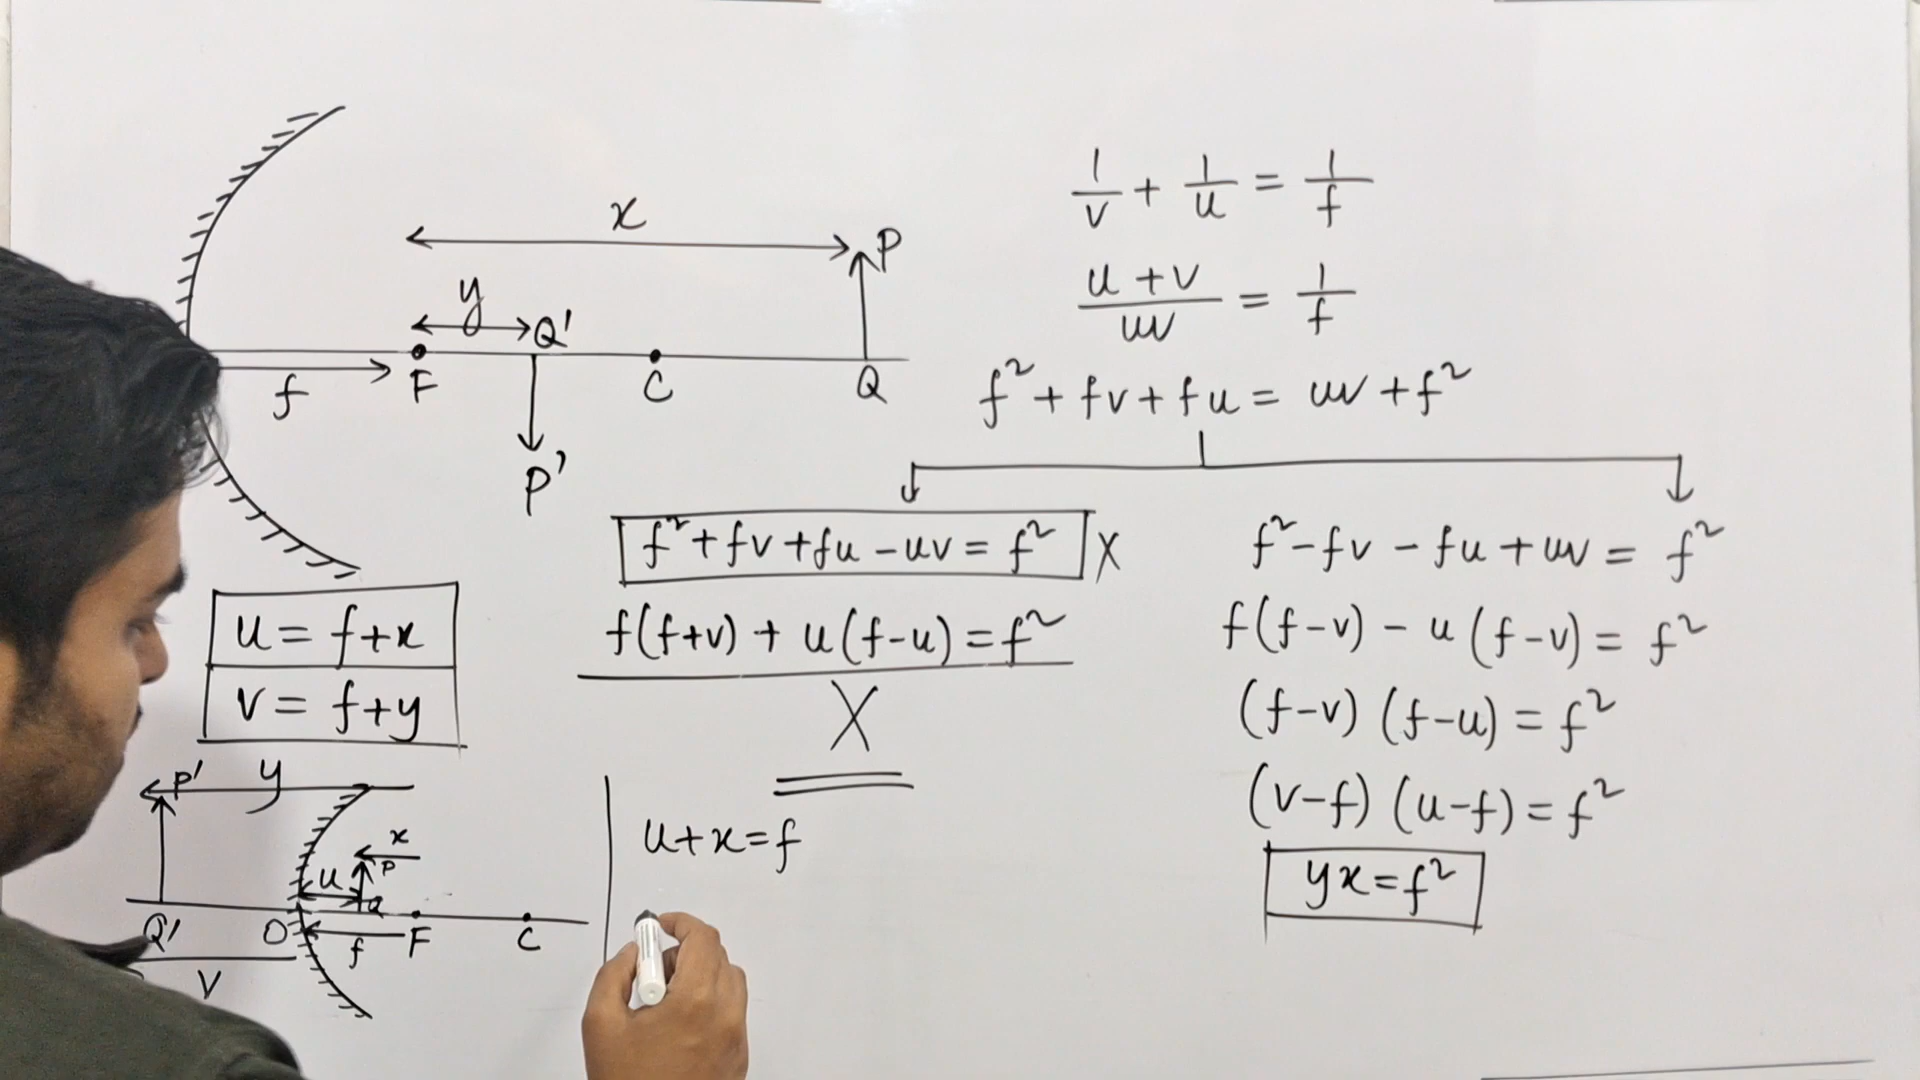 x
P
y
Q'
f
F
C
Q
P'
1/v + 1/u = 1/f
u + v / uv = 1/f
f² + fv + fu = uv + f²
f² + fv + fu - uv = f² X
f(f+v) + u(f-u) = f²
X
f² - fv - fu + uv = f²
f(f-v) - u(f-v) = f²
(f-v) (f-u) = f²
(v-f) (u-f) = f²
yx = f²
u = f+x
v = f+y
P' y
x
u P
Q
Q' O f F C
v
u+x=f